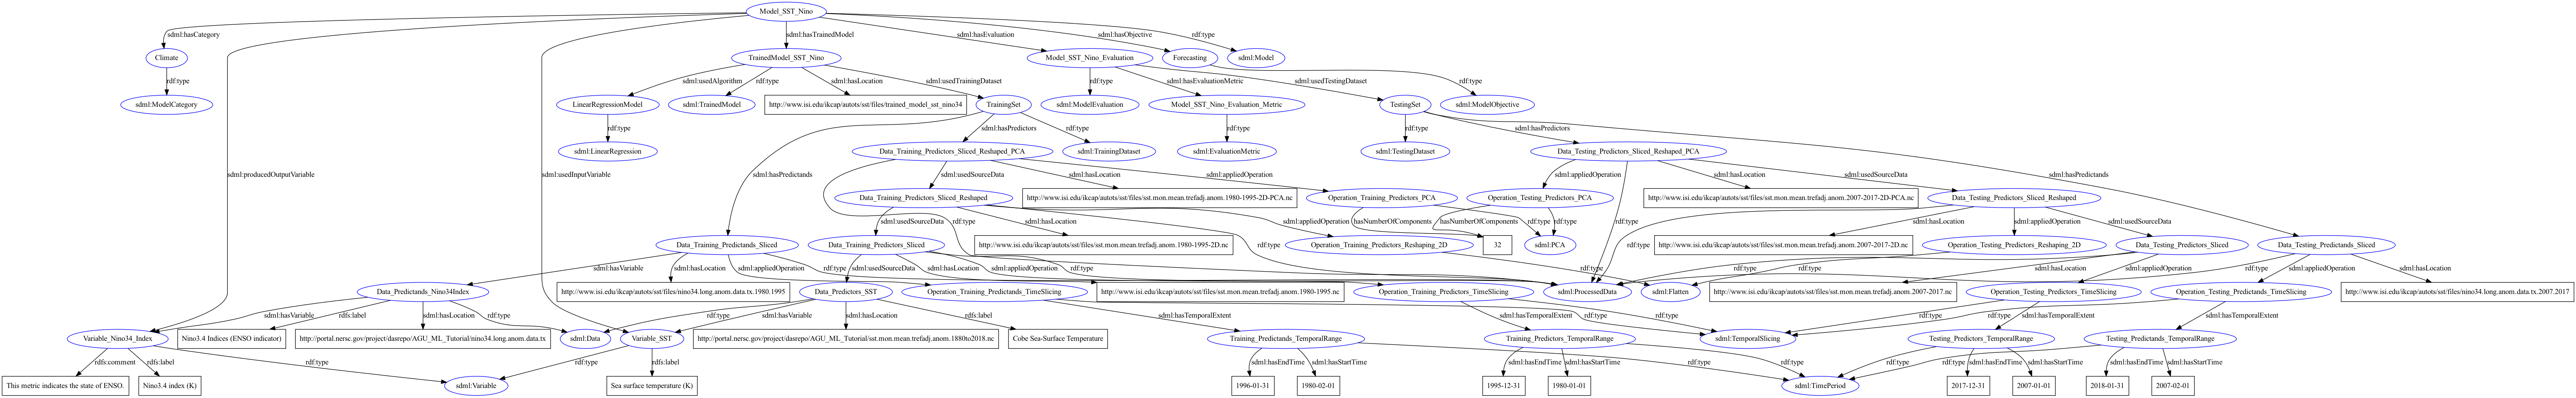 Model_SST_Nino
sdml:hasCategory
sdml:hasTrainedModel
sdml:hasEvaluation
sdml:hasObjective
rdf:type
Climate
TrainedModel_SST_Nino
Model_SST_Nino_Evaluation
Forecasting
sdml:Model
rdf:type
sdml:usedAlgorithm
rdf:type
sdml:hasLocation
sdml:usedTrainingDataset
rdf:type
sdml:hasEvaluationMetric
sdml:usedTestingDataset
rdf:type
sdml:ModelCategory
LinearRegressionModel
sdml:TrainedModel
http://www.isi.edu/ikcap/autots/sst/files/trained_model_sst_nino34
TrainingSet
sdml:ModelEvaluation
Model_SST_Nino_Evaluation_Metric
TestingSet
sdml:ModelObjective
rdf:type
sdml:hasPredictors
rdf:type
rdf:type
rdf:type
sdml:hasPredictors
sdml:LinearRegression
Data_Training_Predictors_Sliced_Reshaped_PCA
sdml:TrainingDataset
sdml:EvaluationMetric
sdml:TestingDataset
Data_Testing_Predictors_Sliced_Reshaped_PCA
sdml:producedOutputVariable
sdml:usedInputVariable
sdml:hasPredictands
sdml:usedSourceData
sdml:hasLocation
sdml:appliedOperation
sdml:appliedOperation
sdml:hasLocation
sdml:usedSourceData
sdml:hasPredictands
Data_Training_Predictors_Sliced_Reshaped
http://www.isi.edu/ikcap/autots/sst/files/sst.mon.mean.trefadj.anom.1980-1995-2D-PCA.nc
Operation_Training_Predictors_PCA
Operation_Testing_Predictors_PCA
http://www.isi.edu/ikcap/autots/sst/files/sst.mon.mean.trefadj.anom.2007-2017-2D-PCA.nc
Data_Testing_Predictors_Sliced_Reshaped
sdml:usedSourceData
rdf:type
sdml:hasLocation
sdml:appliedOperation
hasNumberOfComponents
rdf:type
hasNumberOfComponents
rdf:type
rdf:type
sdml:hasLocation
sdml:appliedOperation
sdml:usedSourceData
Data_Training_Predictands_Sliced
Data_Training_Predictors_Sliced
http://www.isi.edu/ikcap/autots/sst/files/sst.mon.mean.trefadj.anom.1980-1995-2D.nc
Operation_Training_Predictors_Reshaping_2D
32
sdml:PCA
http://www.isi.edu/ikcap/autots/sst/files/sst.mon.mean.trefadj.anom.2007-2017-2D.nc
Operation_Testing_Predictors_Reshaping_2D
Data_Testing_Predictors_Sliced
Data_Testing_Predictands_Sliced
rdf:type
rdf:type
sdml:hasVariable
sdml:hasLocation
sdml:appliedOperation
rdf:type
sdml:usedSourceData
sdml:hasLocation
sdml:appliedOperation
rdf:type
rdf:type
rdf:type
rdf:type
sdml:hasLocation
sdml:appliedOperation
rdf:type
sdml:appliedOperation
sdml:hasLocation
Data_Predictands_Nino34Index
http://www.isi.edu/ikcap/autots/sst/files/nino34.long.anom.data.tx.1980.1995
Data_Predictors_SST
Operation_Training_Predictands_TimeSlicing
http://www.isi.edu/ikcap/autots/sst/files/sst.mon.mean.trefadj.anom.1980-1995.nc
Operation_Training_Predictors_TimeSlicing
sdml:ProcessedData
sdml:Flatten
http://www.isi.edu/ikcap/autots/sst/files/sst.mon.mean.trefadj.anom.2007-2017.nc
Operation_Testing_Predictors_TimeSlicing
Operation_Testing_Predictands_TimeSlicing
http://www.isi.edu/ikcap/autots/sst/files/nino34.long.anom.data.tx.2007.2017
sdml:hasVariable
rdfs:label
sdml:hasLocation
rdf:type
rdf:type
sdml:hasVariable
sdml:hasLocation
rdfs:label
sdml:hasTemporalExtent
rdf:type
sdml:hasTemporalExtent
rdf:type
rdf:type
sdml:hasTemporalExtent
rdf:type
sdml:hasTemporalExtent
Variable_Nino34_Index
Nino3.4 Indices (ENSO indicator)
http://portal.nersc.gov/project/dasrepo/AGU_ML_Tutorial/nino34.long.anom.data.tx
sdml:Data
Variable_SST
http://portal.nersc.gov/project/dasrepo/AGU_ML_Tutorial/sst.mon.mean.trefadj.anom.1880to2018.nc
Cobe Sea-Surface Temperature
Training_Predictands_TemporalRange
Training_Predictors_TemporalRange
sdml:TemporalSlicing
Testing_Predictors_TemporalRange
Testing_Predictands_TemporalRange
rdfs:comment
rdfs:label
rdf:type
rdf:type
rdfs:label
sdml:hasEndTime
sdml:hasStartTime
rdf:type
sdml:hasEndTime
sdml:hasStartTime
rdf:type
rdf:type
sdml:hasEndTime
sdml:hasStartTime
rdf:type
sdml:hasEndTime
sdml:hasStartTime
This metric indicates the state of ENSO.
Nino3.4 index (K)
sdml:Variable
Sea surface temperature (K)
1996-01-31
1980-02-01
1995-12-31
1980-01-01
sdml:TimePeriod
2017-12-31
2007-01-01
2018-01-31
2007-02-01